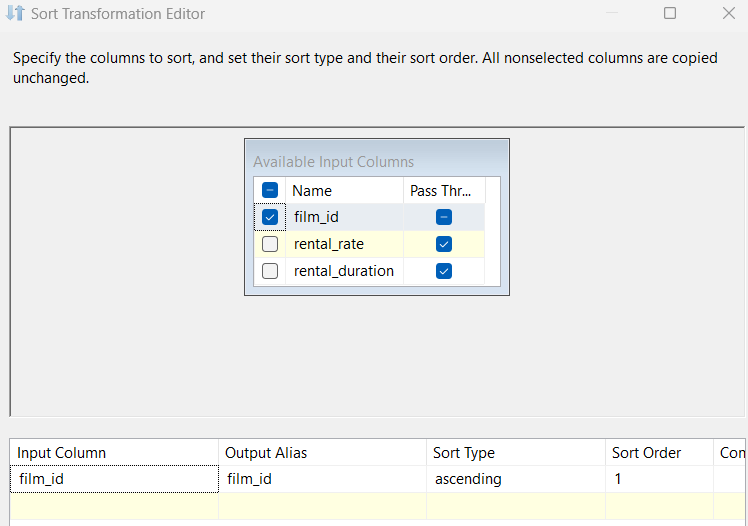 Sort Transformation Editor
Specify the columns to sort, and set their sort type and their sort order. All nonselected columns are copied
unchanged.
Available Input Columns
Name Pass Thr...
film_id
rental_rate
rental_duration
Input Column Output Alias Sort Type Sort Order
film_id film_id ascending 1